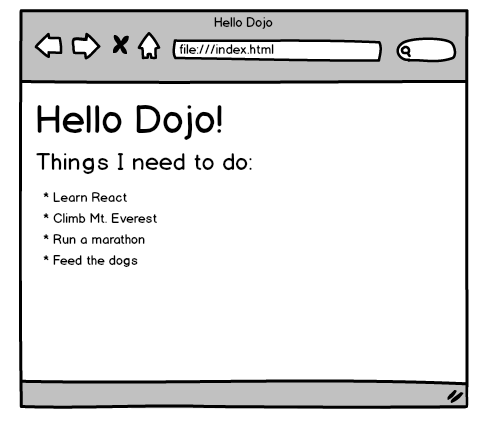 Hello Dojo
file:///index.html
Hello Dojo!
Things I need to do:
* Learn React
* Climb Mt. Everest
* Run a marathon
* Feed the dogs